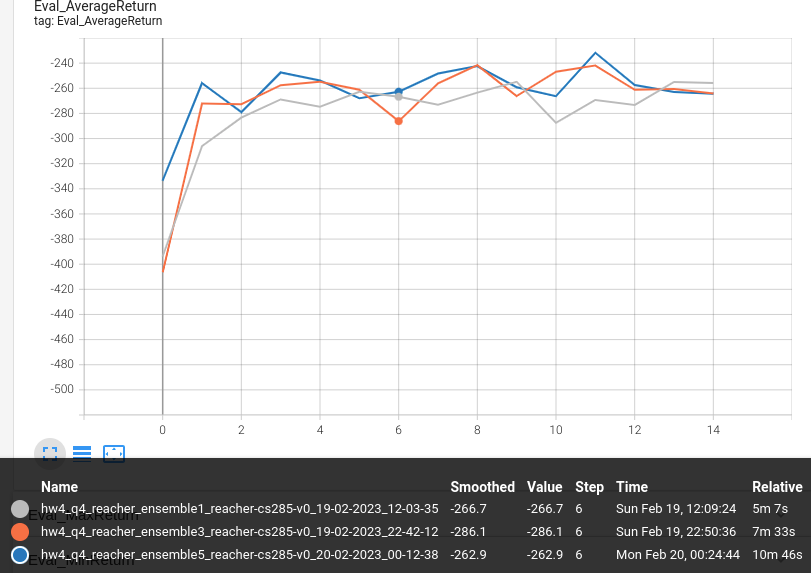 Eval_AverageReturn
tag: Eval_AverageReturn
-240
-260
-280
-300
-320
-340
-360
-380
-400
-420
-440
-460
-480
-500
0 2 4 6 8 10 12 14
Name Smoothed Value Step Time Relative
hw4_q4_reacher_ensemble1_reacher-cs285-v0_19-02-2023_12-03-35 -266.7 -266.7 6 Sun Feb 19, 12:09:24 5m 7s
Eval_MaxReturn
hw4_q4_reacher_ensemble3_reacher-cs285-v0_19-02-2023_22-42-12 -286.1 -286.1 6 Sun Feb 19, 22:50:36 7m 33s
hw4_q4_reacher_ensemble5_reacher-cs285-v0_20-02-2023_00-12-38 -262.9 -262.9 6 Mon Feb 20, 00:24:44 10m 46s
Eval_MinReturn